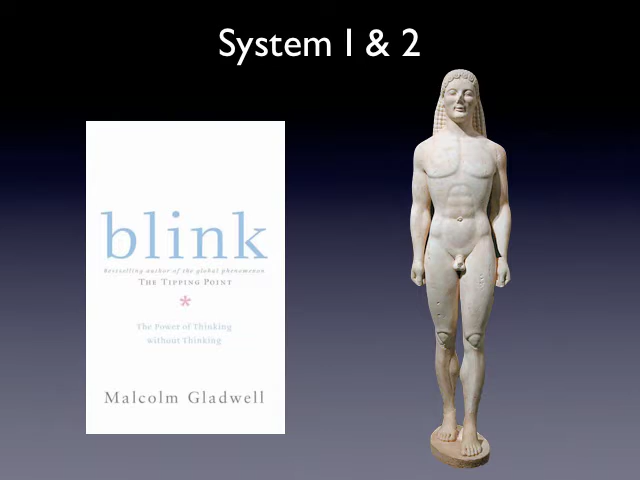 System 1 & 2
blink
Bestselling author of the global phenomenon
THE TIPPING POINT
*
The Power of Thinking
without Thinking
Malcolm Gladwell